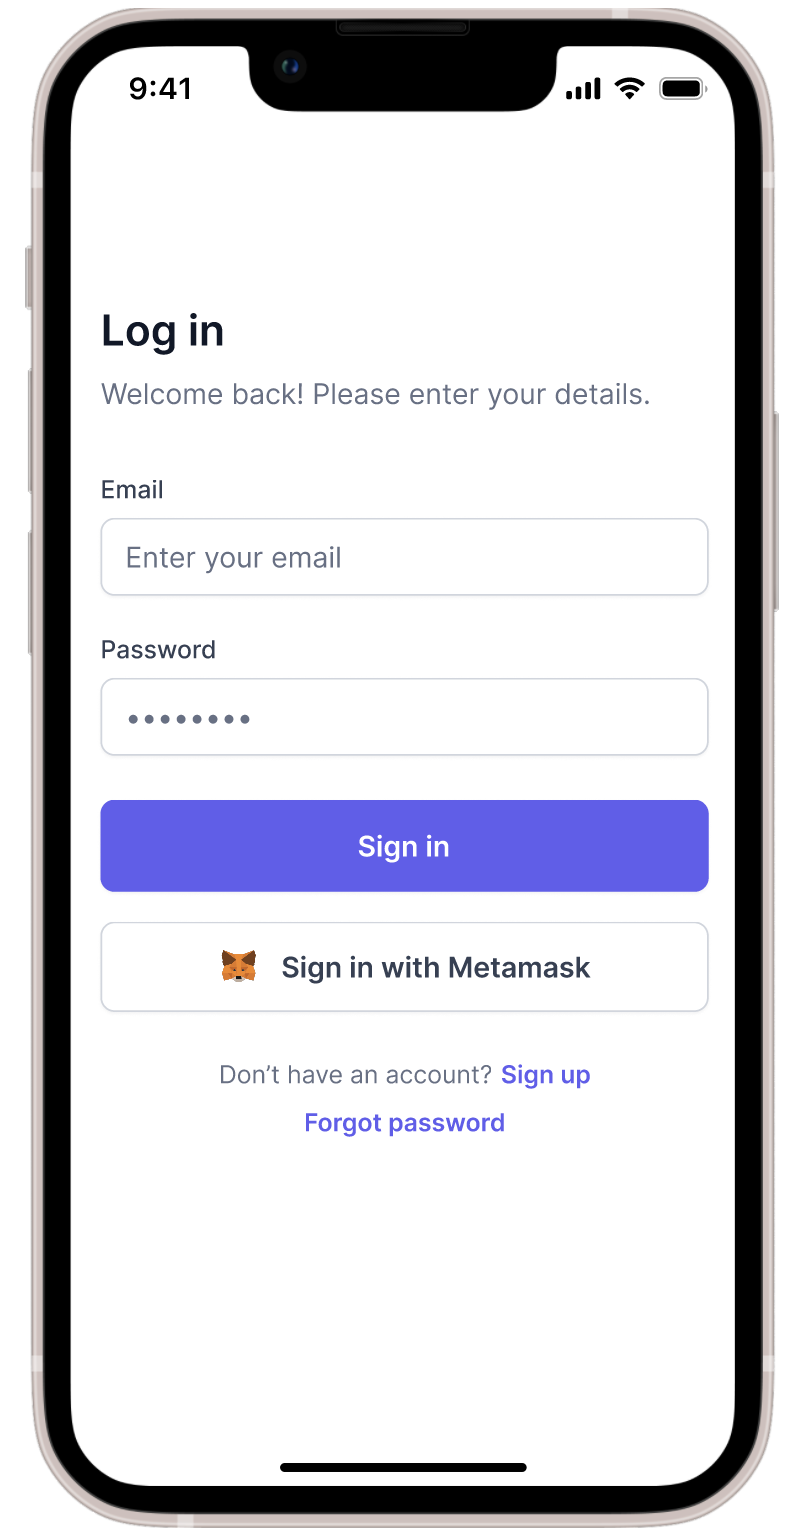 9:41
Log in
Welcome back! Please enter your details.
Email
Enter your email
Password
••••••••
Sign in
Sign in with Metamask
Don’t have an account? Sign up
Forgot password